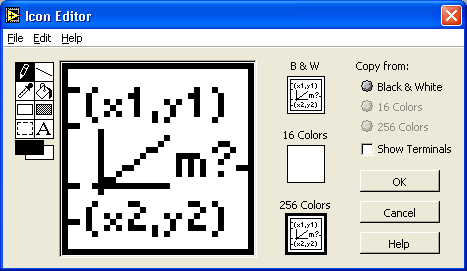 Icon Editor
File Edit Help
(x1,y1)
m?
(x2,y2)
A
B & W
(x1,y1)
m?
(x2,y2)
16 Colors
256 Colors
(x1,y1)
m?
(x2,y2)
Copy from:
Black & White
16 Colors
256 Colors
Show Terminals
OK
Cancel
Help